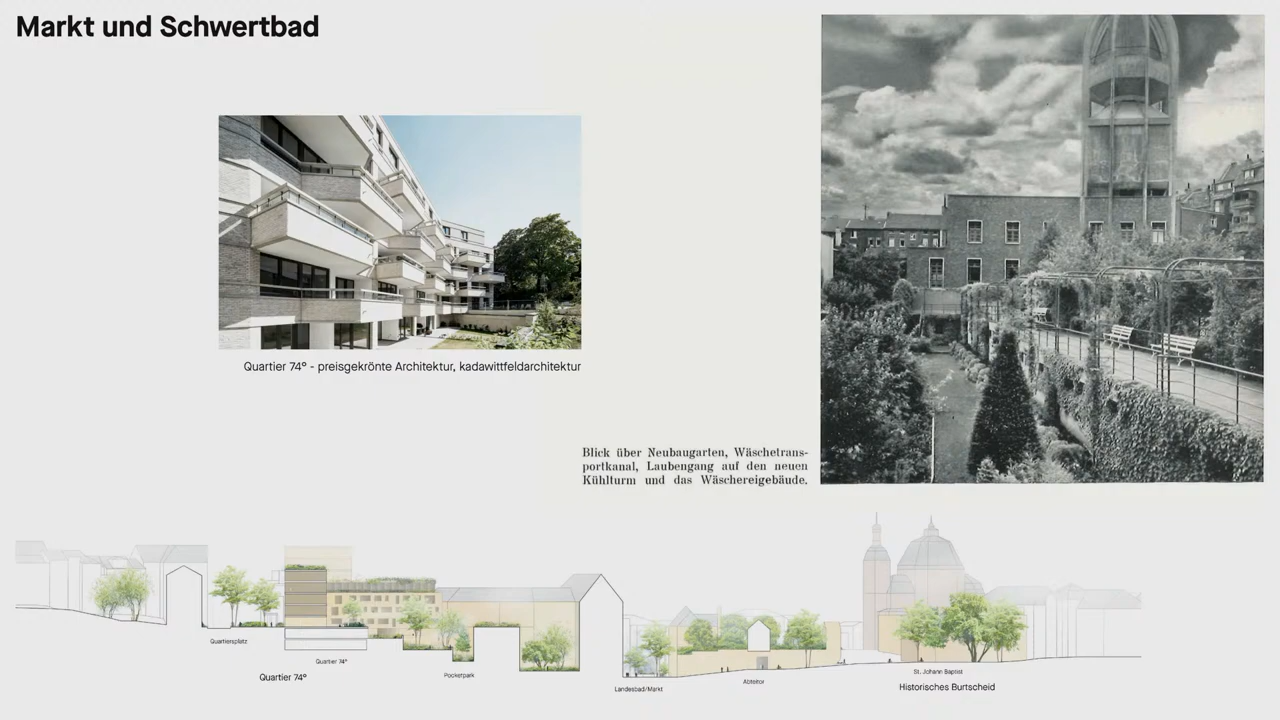 Markt und Schwertbad
Quartier 74° - preisgekrönte Architektur, kadawittfeldarchitektur
Blick über Neubaugarten, Wäschetrans-
portkanal, Laubengang auf den neuen
Kühlturm und das Wäschereigebäude.
Quartiersplatz
Quartier 74°
Quartier 74°
Pocketpark
Landesbad/Markt
Abteitor
St. Johann Baptist
Historisches Burtscheid